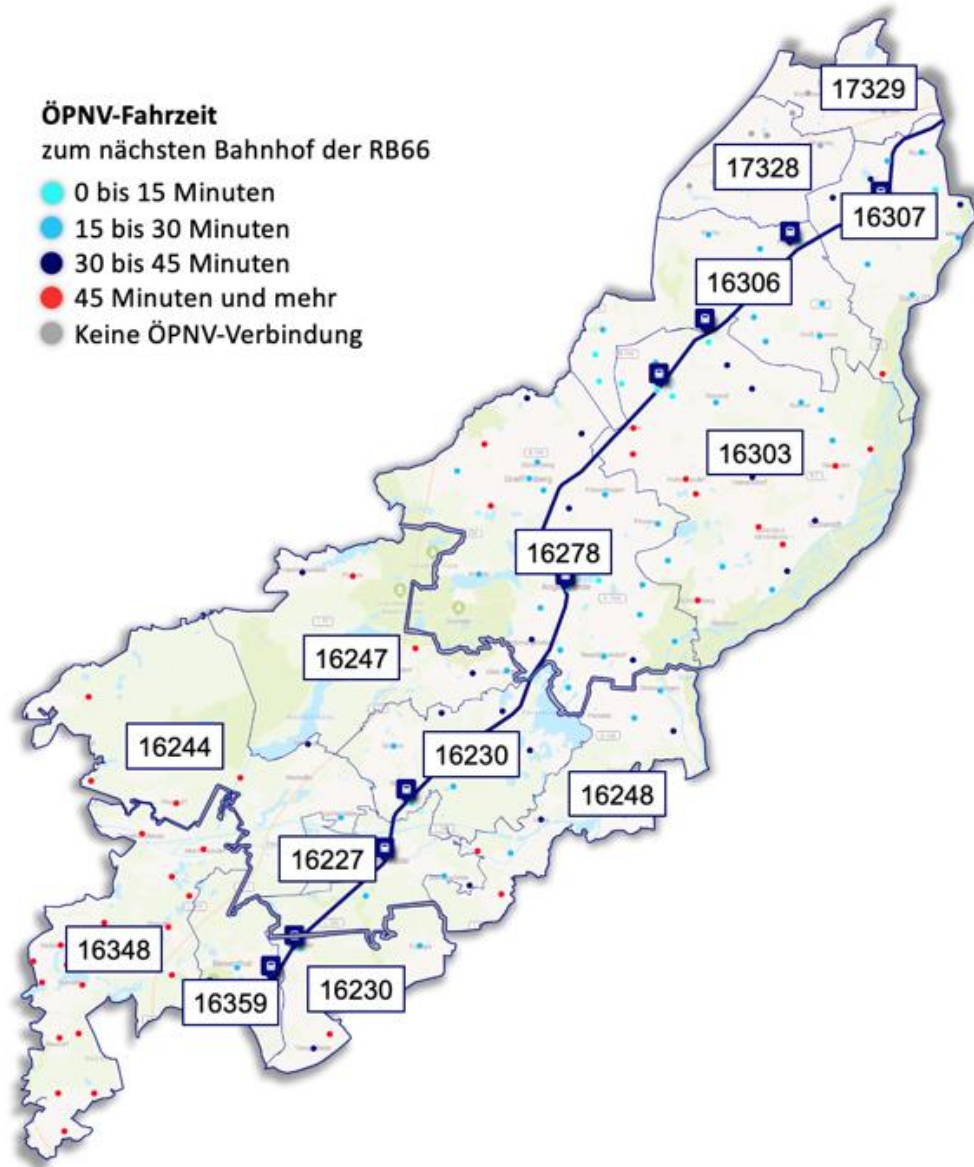 ÖPNV-Fahrzeit
zum nächsten Bahnhof der RB66
0 bis 15 Minuten
15 bis 30 Minuten
30 bis 45 Minuten
45 Minuten und mehr
Keine ÖPNV-Verbindung
17329
17328
16307
16306
16303
16278
16247
16244
16230
16248
16227
16348
16359
16230